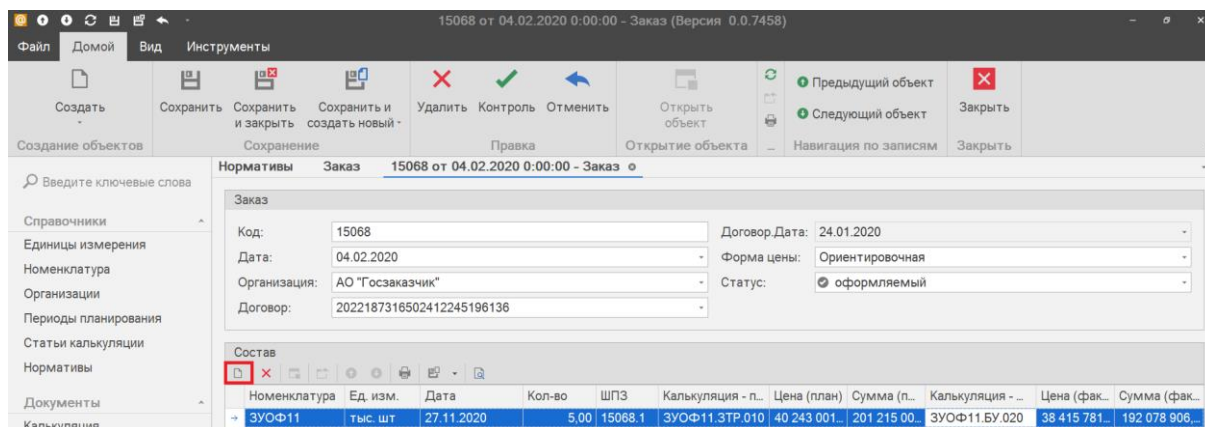 15068 от 04.02.2020 0:00:00 - Заказ (Версия 0.0.7458)
Файл Домой Вид Инструменты
Создать Сохранить Сохранить и закрыть Сохранить и создать новый Удалить Контроль Отменить Открыть объект Предыдущий объект Следующий объект Закрыть
Создание объектов Сохранение Правка Открытие объекта ... Навигация по записям Закрыть
Введите ключевые слова
Справочники
Единицы измерения
Номенклатура
Организации
Периоды планирования
Статьи калькуляции
Нормативы
Документы
Калькуляция
Нормативы Заказ 15068 от 04.02.2020 0:00:00 - Заказ
Заказ
Код: 15068 Договор.Дата: 24.01.2020
Дата: 04.02.2020 Форма цены: Ориентировочная
Организация: АО "Госзаказчик" Статус: оформляемый
Договор: 2022187316502412245196136
Состав
Номенклатура Ед. изм. Дата Кол-во ШПЗ Калькуляция - п... Цена (план) Сумма (п... Калькуляция - ... Цена (фак... Сумма (фак...
ЗУОФ11 тыс. шт 27.11.2020 5,00 15068.1 ЗУОФ11.ЗТР.010 40 243 001... 201 215 00... ЗУОФ11.БУ.020 38 415 781... 192 078 906,...